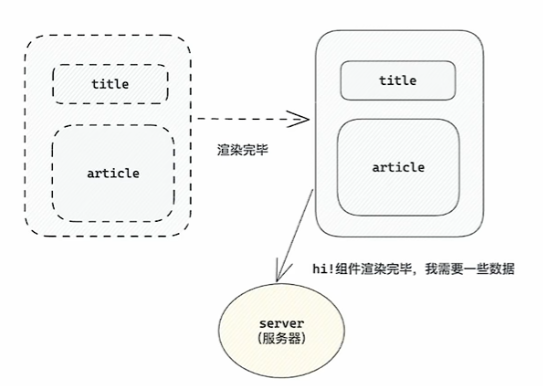 title
title
渲染完毕
article
article
hi!组件渲染完毕，我需要一些数据
server
(服务器)